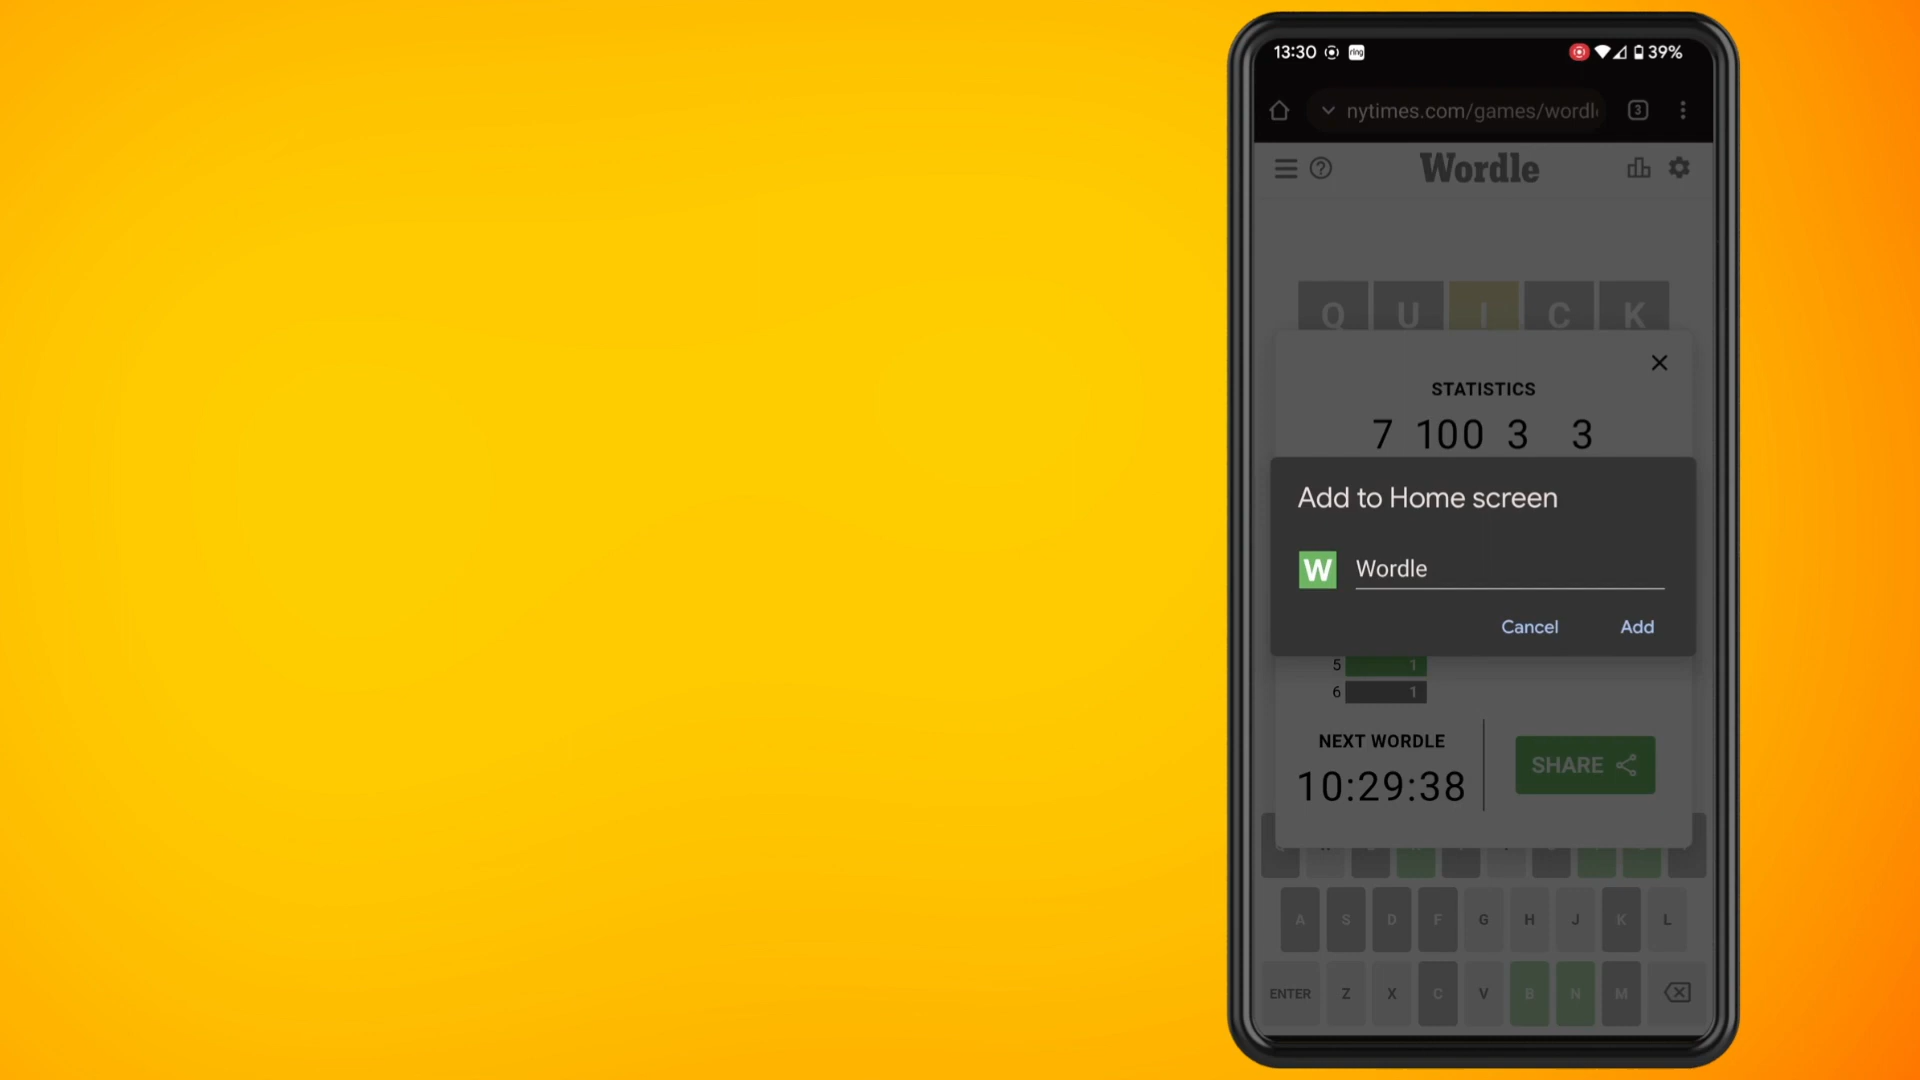 13:30 ring 39%
nytimes.com/games/wordl 3
Wordle
Q U I C K
STATISTICS
7 100 3 3
Add to Home screen
W Wordle
Cancel Add
5 1
6 1
NEXT WORDLE
10:29:38
SHARE
A S D F G H J K L
ENTER Z X C V B N M